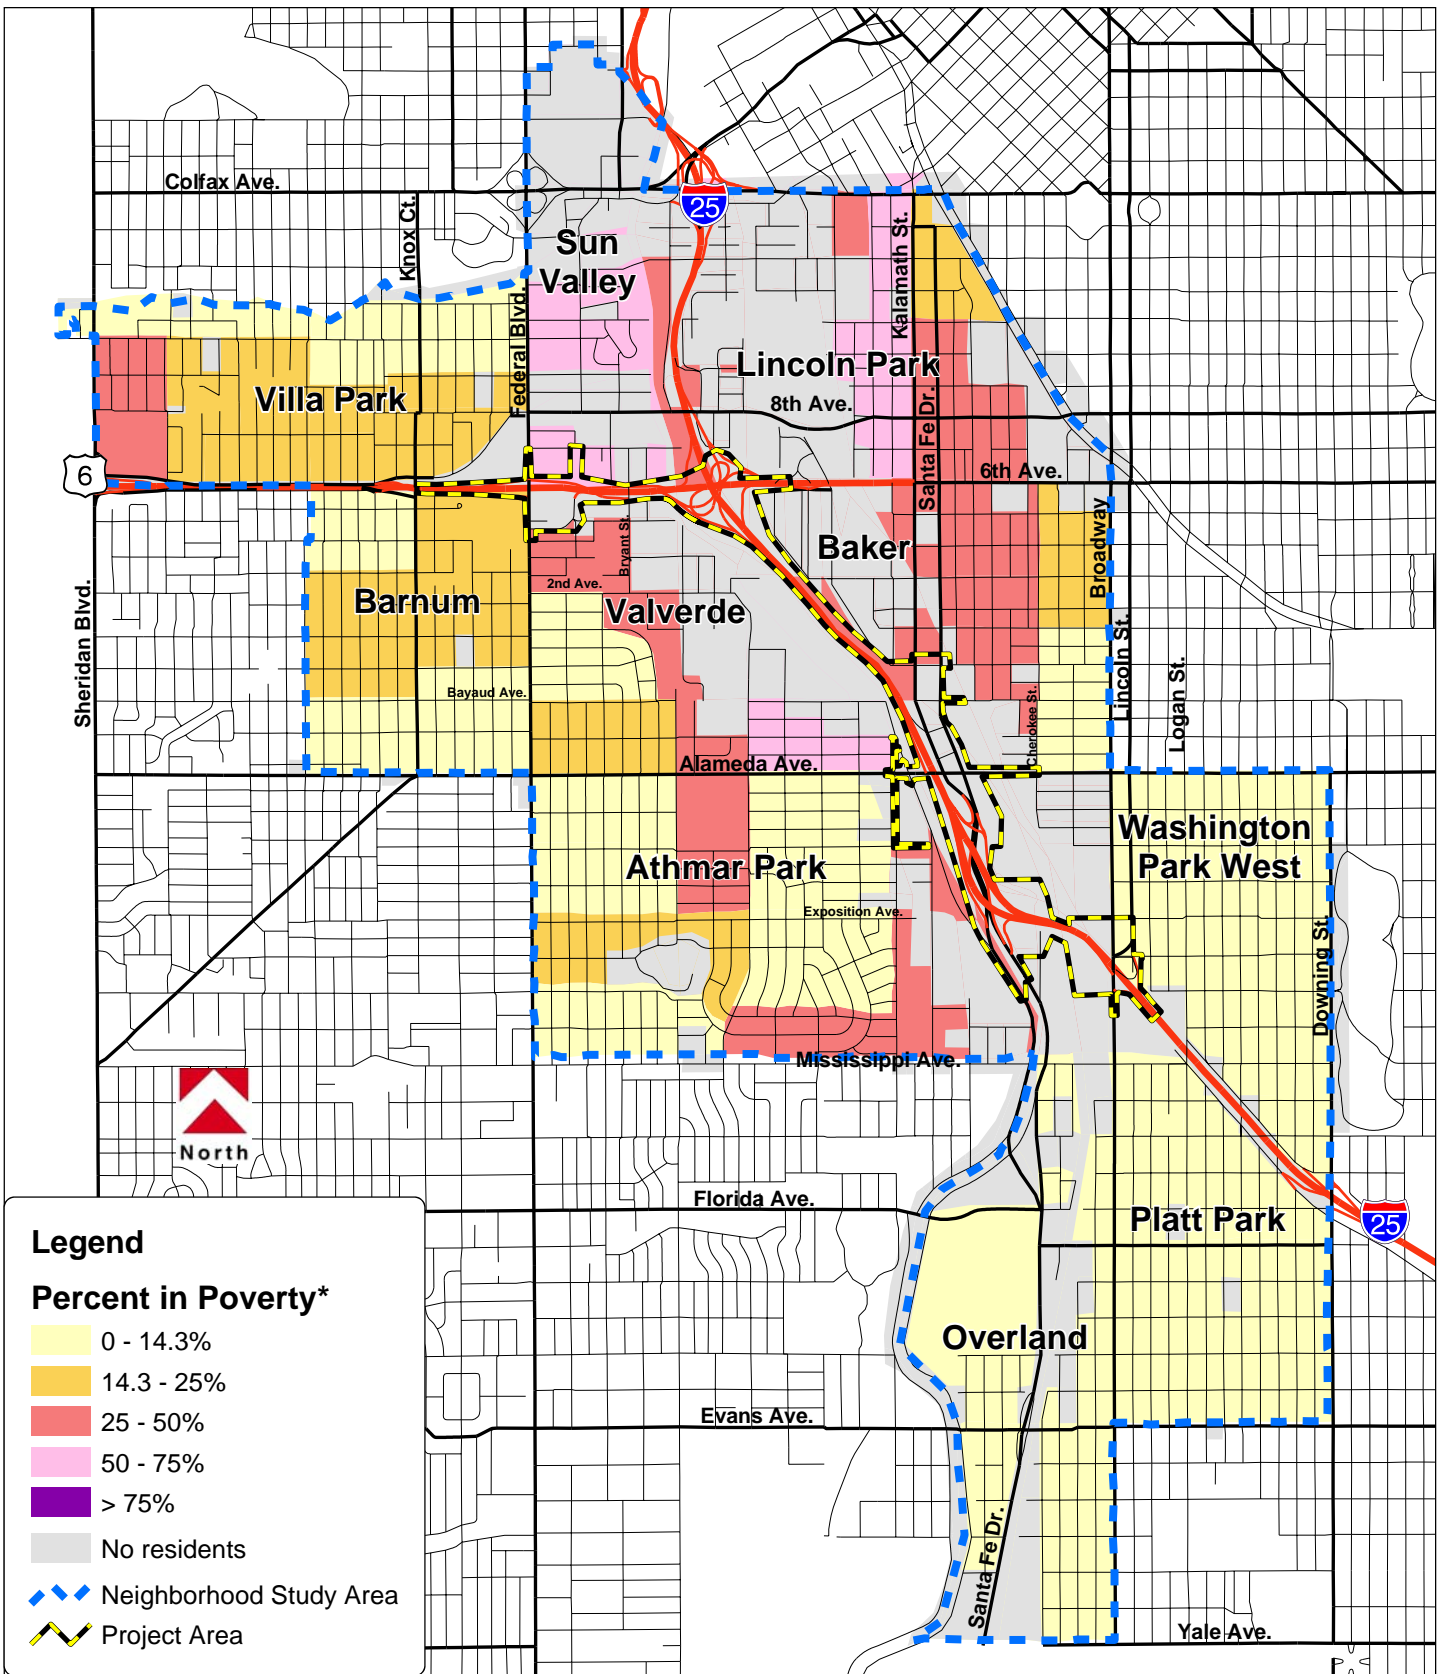 Colfax Ave.
25
Knox Ct.
Sun
Valley
Kalamath St.
Federal Blvd.
Lincoln Park
Villa Park
8th Ave.
Santa Fe Dr.
6
6th Ave.
Bryant St.
Baker
Broadway
2nd Ave.
Barnum
Valverde
Sheridan Blvd.
Lincoln St.
Logan St.
Bayaud Ave.
Cherokee St.
Alameda Ave.
Washington
Park West
Athmar Park
Exposition Ave.
Downing St.
Mississippi Ave.
North
Florida Ave.
Platt Park
25
Legend
Percent in Poverty*
0 - 14.3%
14.3 - 25%
25 - 50%
50 - 75%
> 75%
No residents
Neighborhood Study Area
Project Area
Overland
Evans Ave.
Santa Fe Dr.
Yale Ave.